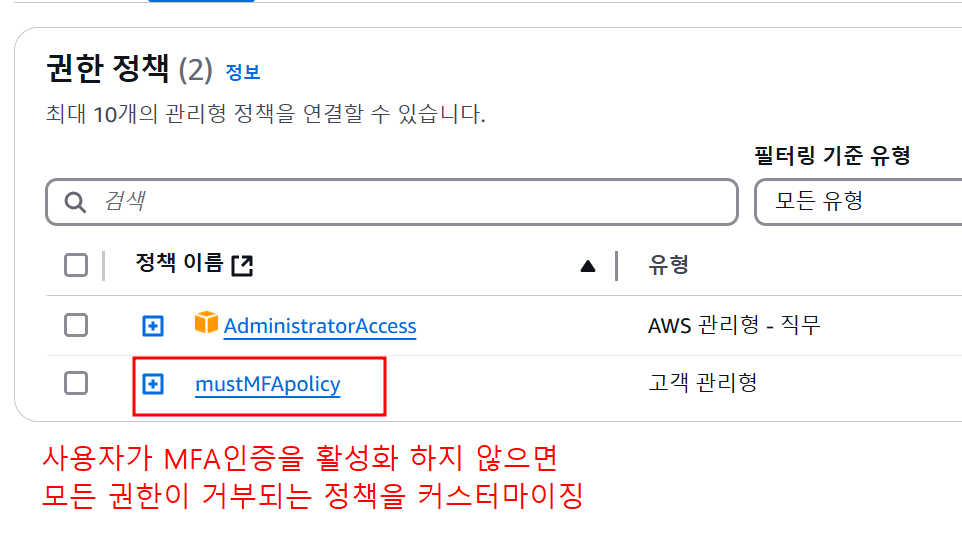 권한 정책 (2) 정보
최대 10개의 관리형 정책을 연결할 수 있습니다.
필터링 기준 유형
검색
모든 유형
정책 이름
유형
AdministratorAccess
AWS 관리형 - 직무
mustMFApolicy
고객 관리형
사용자가 MFA인증을 활성화 하지 않으면
모든 권한이 거부되는 정책을 커스터마이징